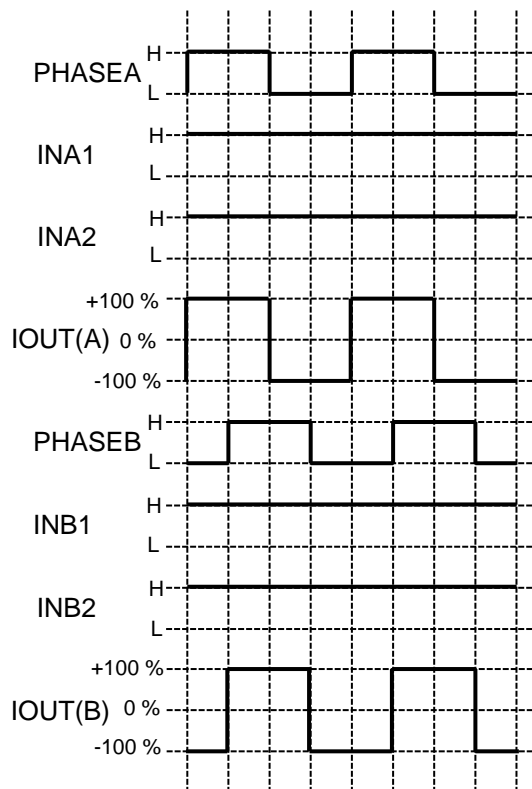 PHASEA
H
L
INA1
H
L
INA2
H
L
IOUT(A)
+100 %
0 %
-100 %
PHASEB
H
L
INB1
H
L
INB2
H
L
IOUT(B)
+100 %
0 %
-100 %